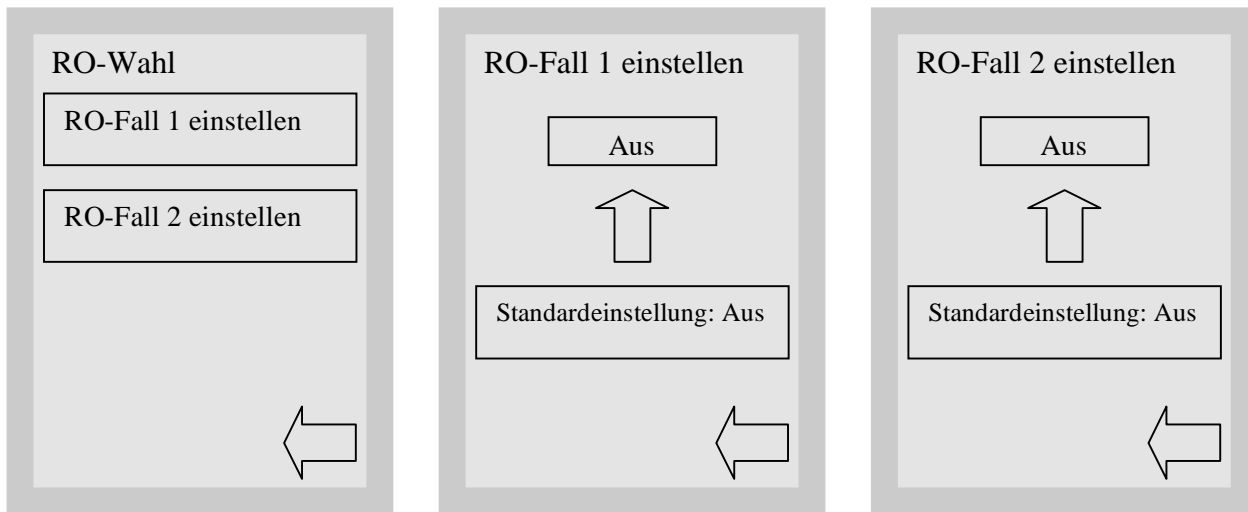 RO-Wahl
RO-Fall 1 einstellen
RO-Fall 2 einstellen
RO-Fall 1 einstellen
Aus
Standardeinstellung: Aus
RO-Fall 2 einstellen
Aus
Standardeinstellung: Aus